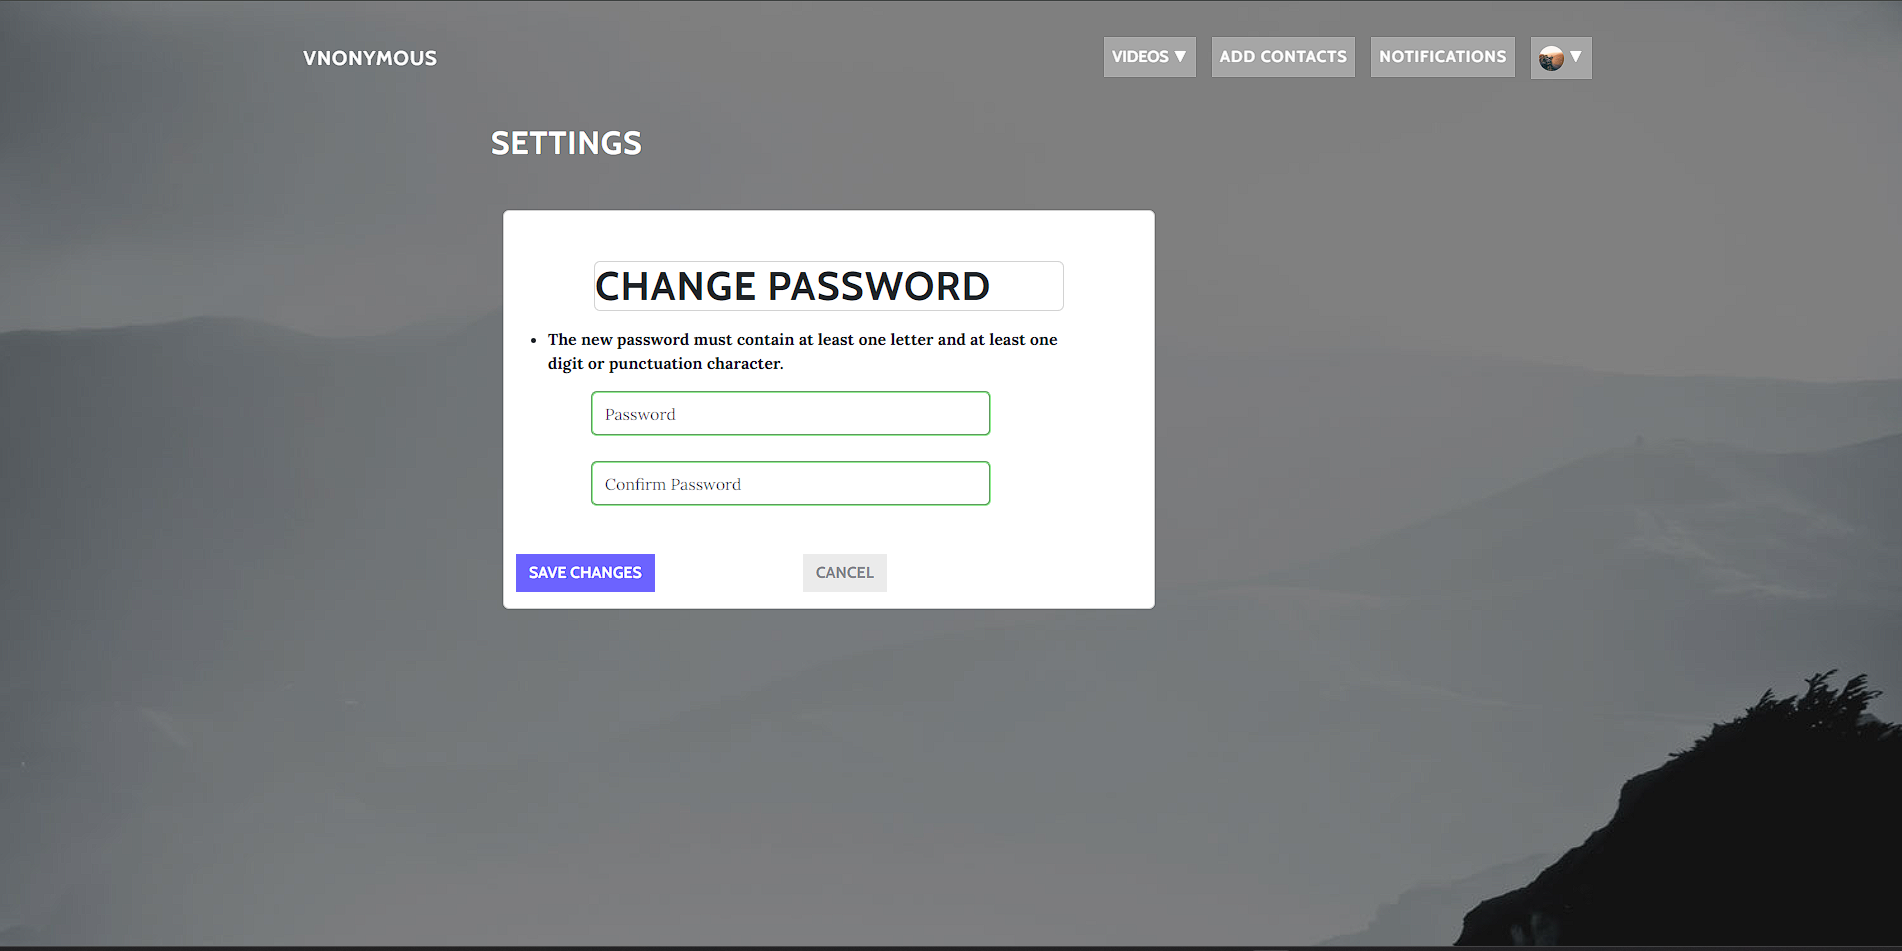 VNONYMOUS
VIDEOS ▼
ADD CONTACTS
NOTIFICATIONS
▼
SETTINGS
CHANGE PASSWORD
• The new password must contain at least one letter and at least one
digit or punctuation character.
Password
Confirm Password
SAVE CHANGES
CANCEL